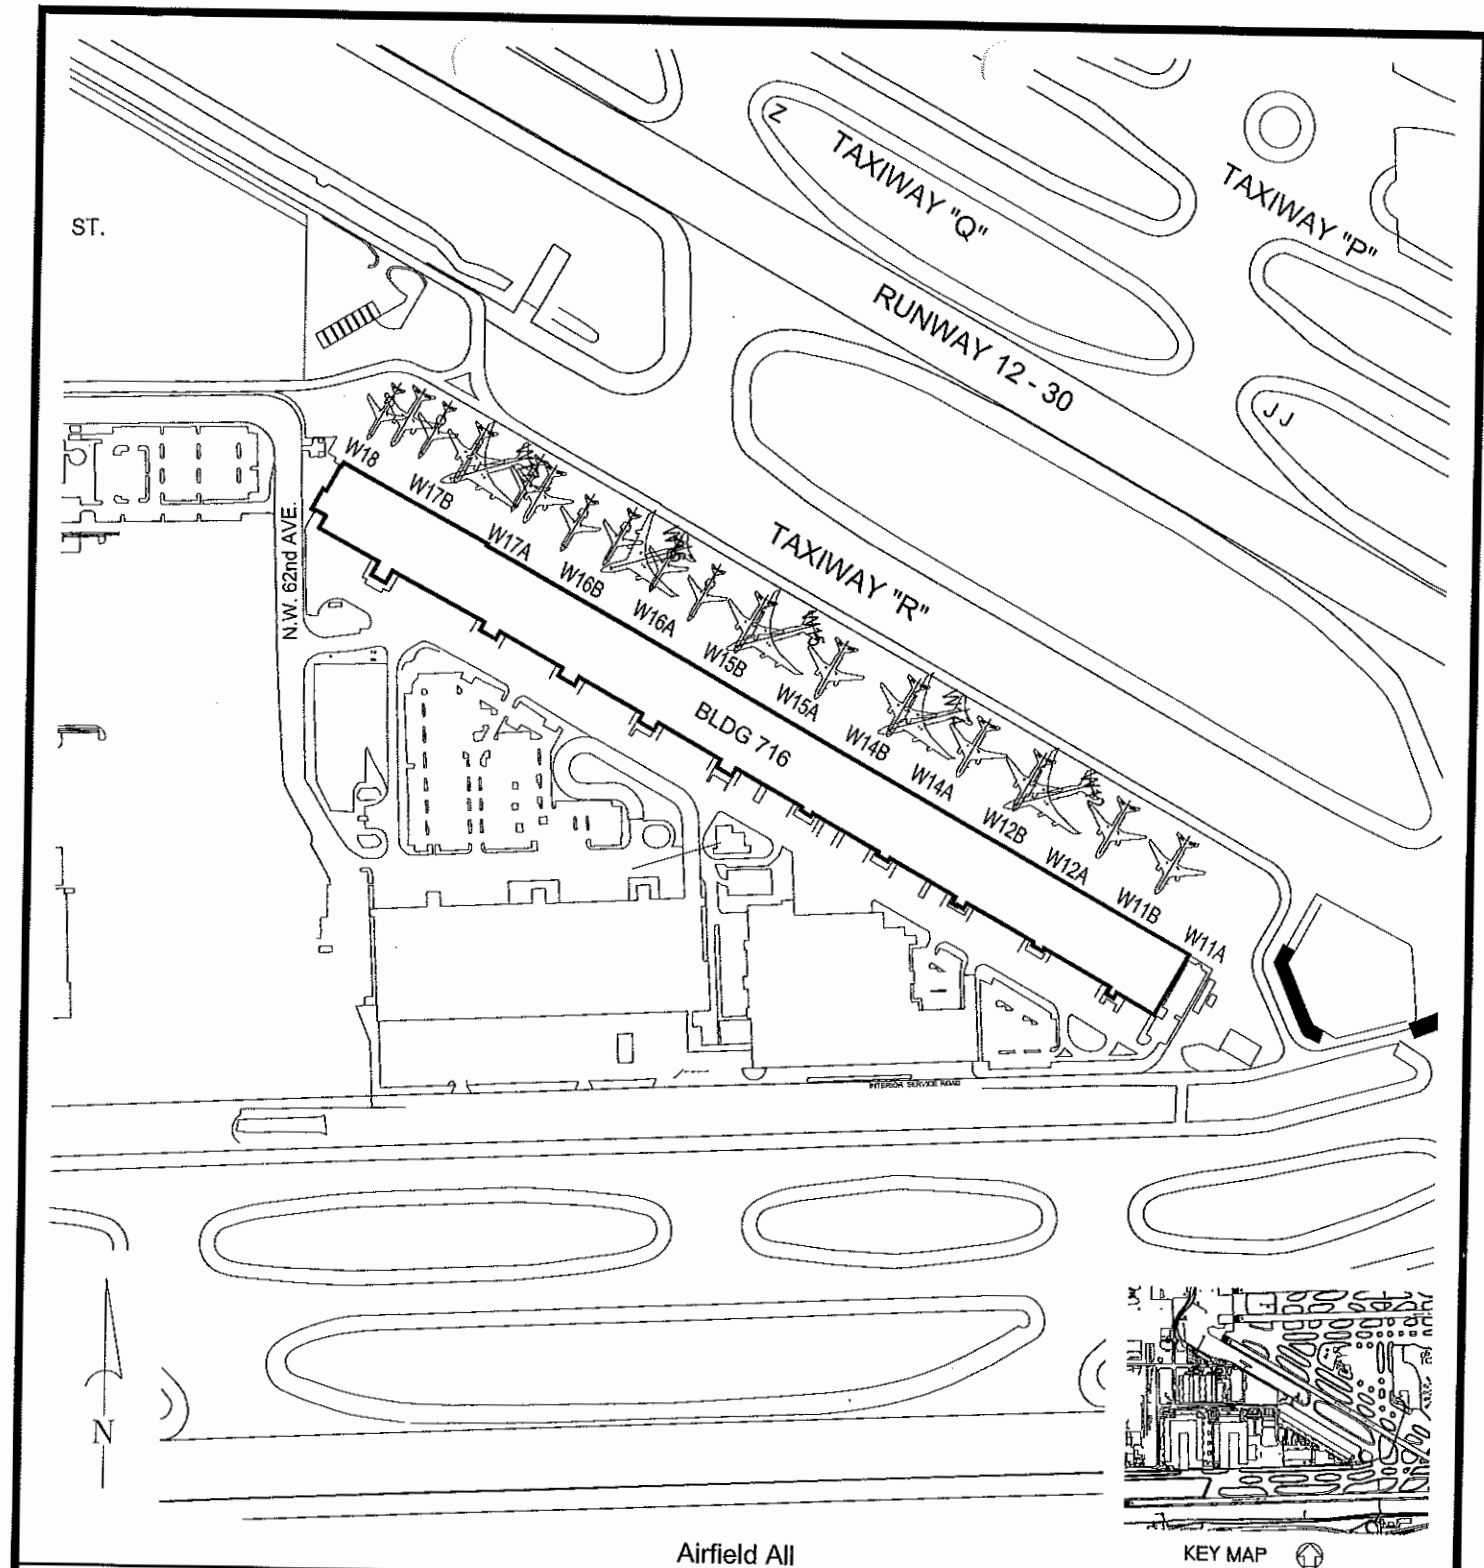 Z
TAXIWAY "Q"
TAXIWAY "P"
ST.
RUNWAY 12 - 30
J J
W18
W17B
W17A
TAXIWAY "R"
N.W. 62nd AVE.
W16B
W16A
W15B
W15A
BLDG 716
W14B
W14A
W12B
W12A
W11B
W11A
INTERIOR SERVICE ROAD
N
KEY MAP
Airfield All